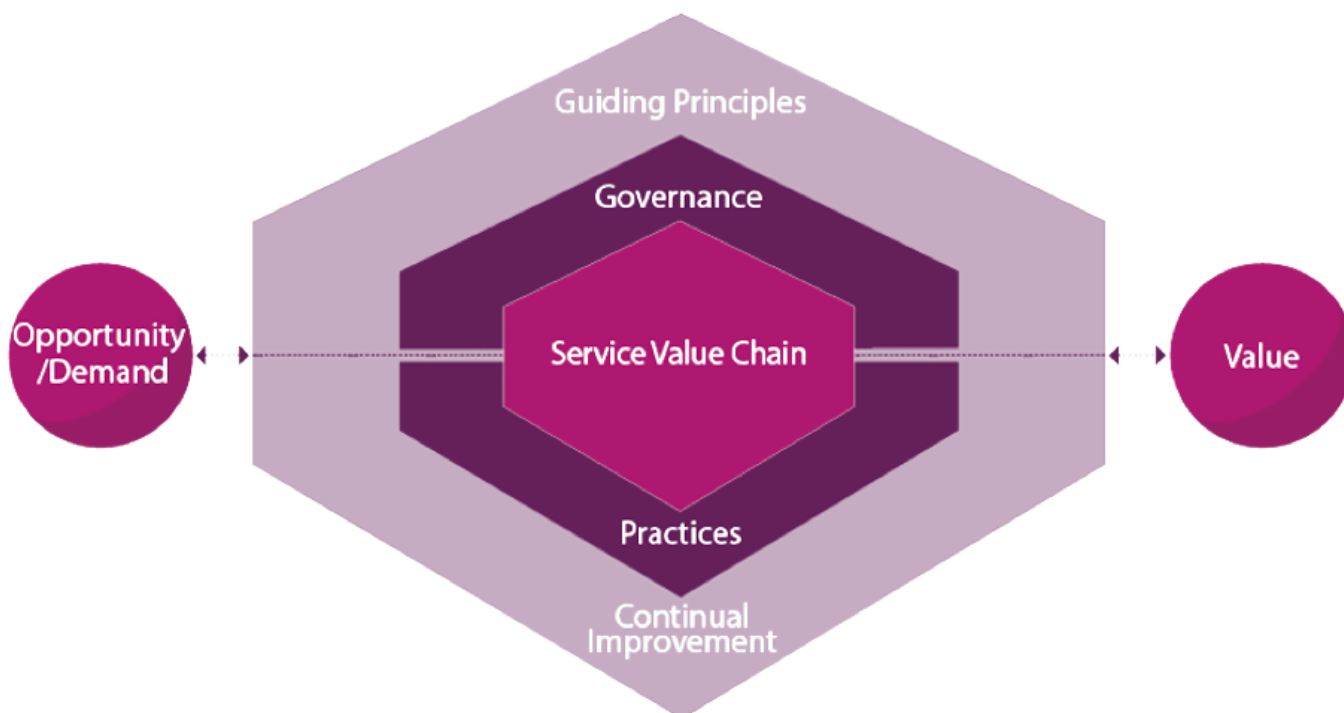 Guiding Principles
Governance
Opportunity
/Demand
Service Value Chain
Value
Practices
Continual
Improvement